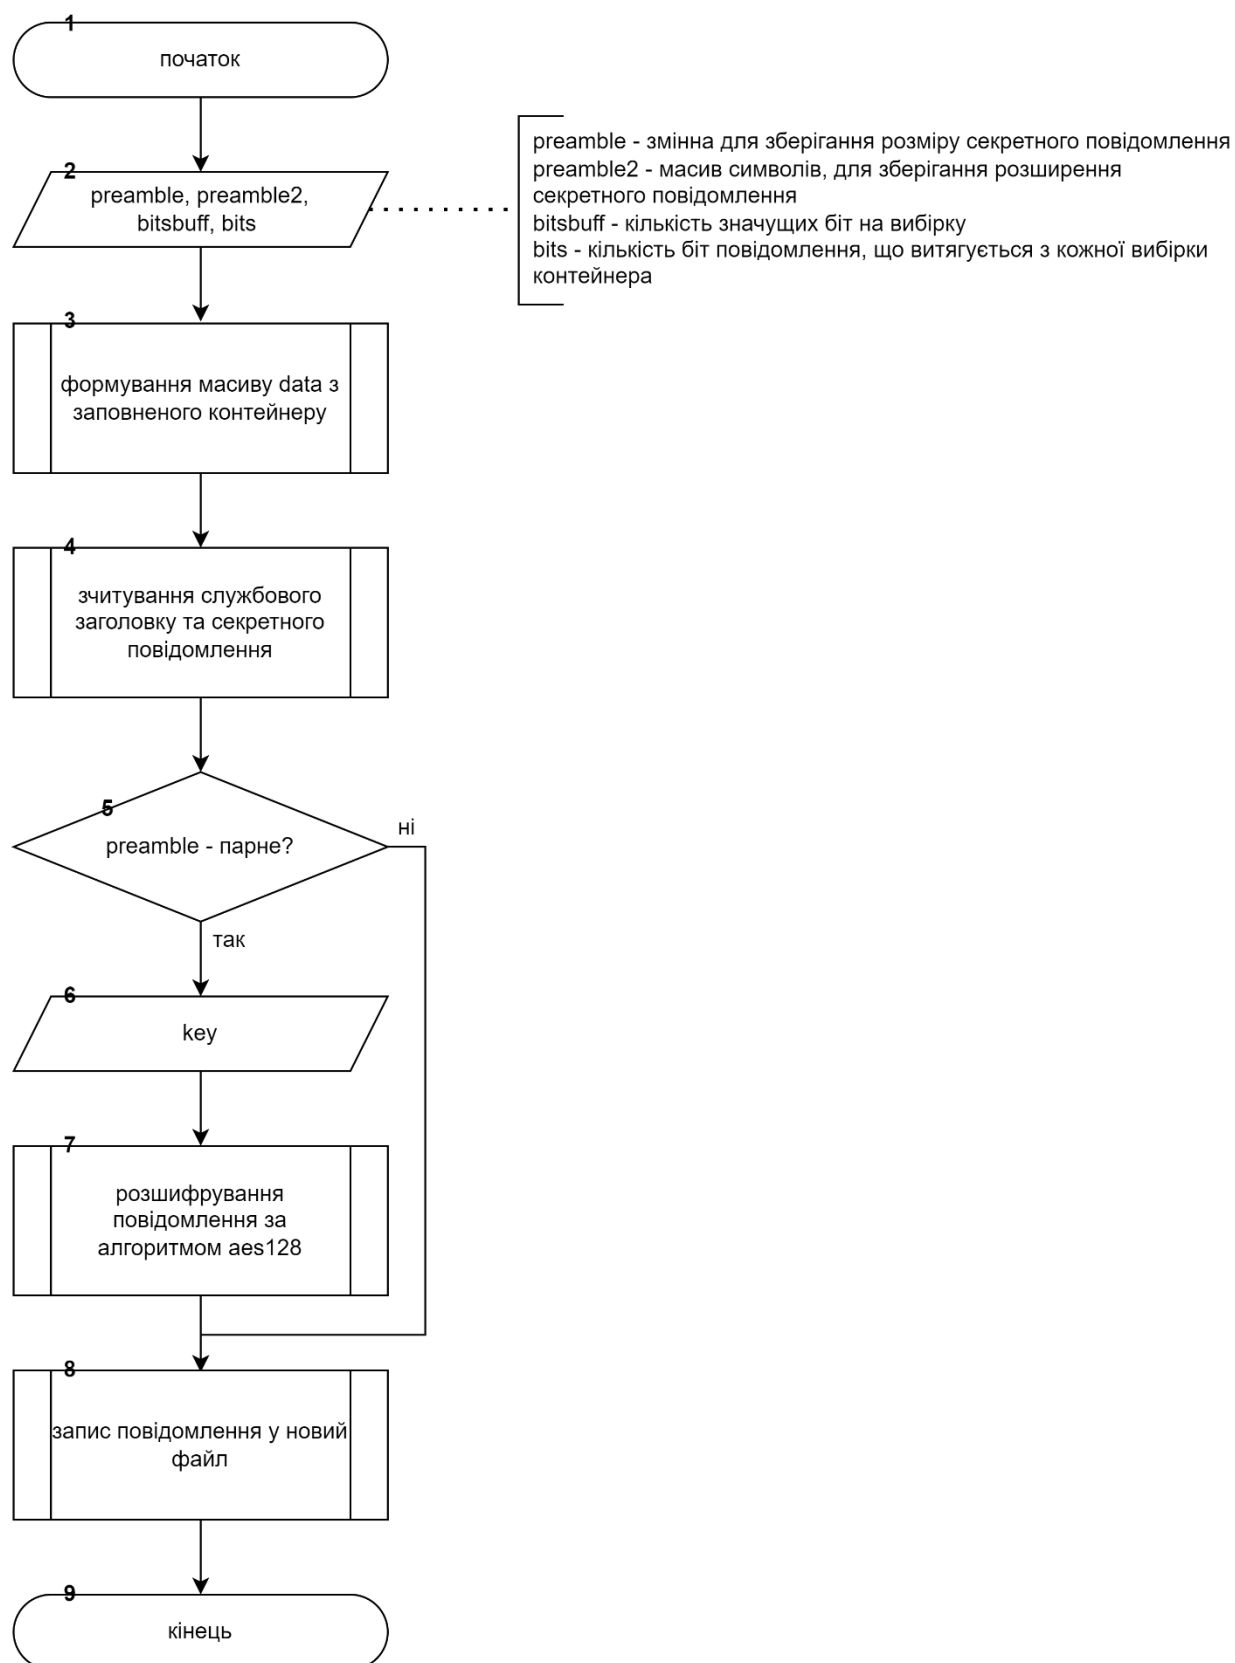 1
початок
2
preamble, preamble2,
bitsbuff, bits
preamble - змінна для зберігання розміру секретного повідомлення
preamble2 - масив символів, для зберігання розширення
секретного повідомлення
bitsbuff - кількість значущих біт на вибірку
bits - кількість біт повідомлення, що витягується з кожної вибірки
контейнера
3
формування масиву data з
заповненого контейнеру
4
зчитування службового
заголовку та секретного
повідомлення
5
preamble - парне?
ні
так
6
key
7
розшифрування
повідомлення за
алгоритмом aes128
8
запис повідомлення у новий
файл
9
кінець